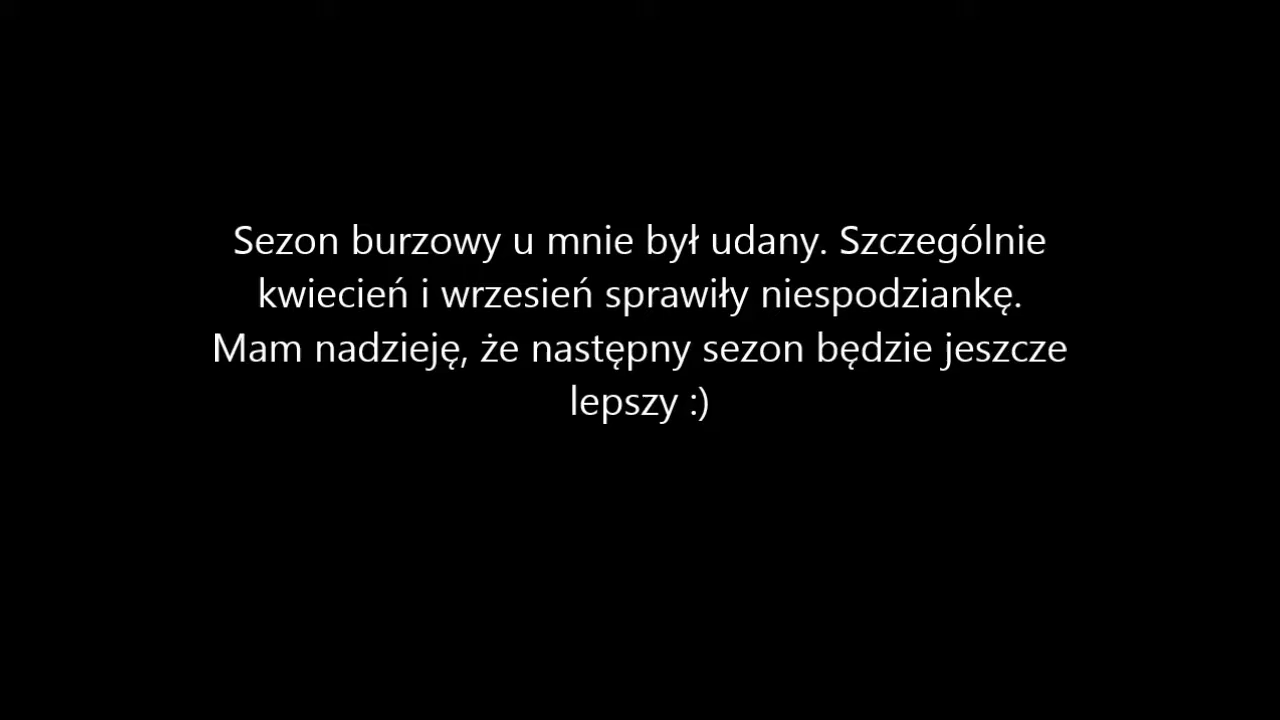 Sezon burzowy u mnie był udany. Szczególnie
kwiecień i wrzesień sprawiły niespodziankę.
Mam nadzieję, że następny sezon będzie jeszcze
lepszy :)